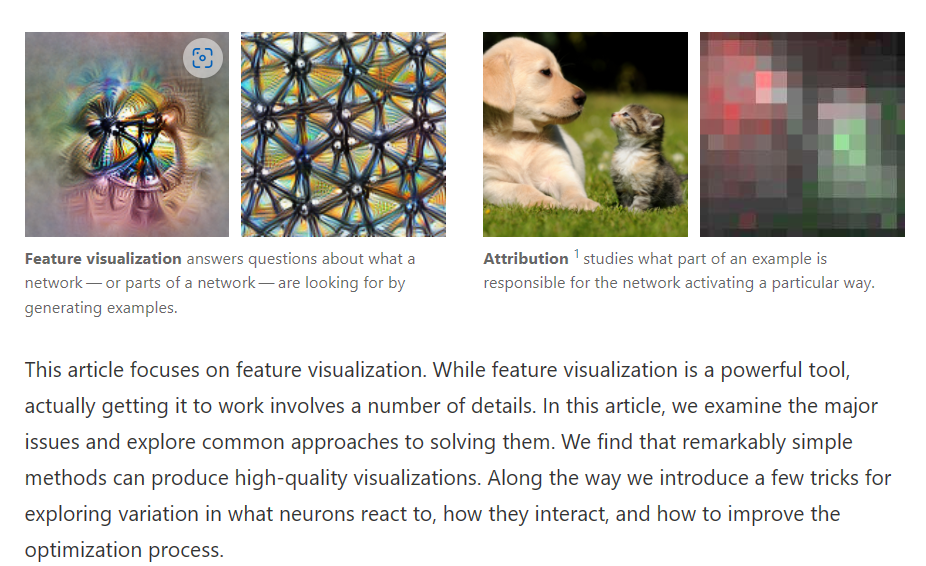 Feature visualization answers questions about what a
network — or parts of a network — are looking for by
generating examples.
Attribution 1 studies what part of an example is
responsible for the network activating a particular way.
This article focuses on feature visualization. While feature visualization is a powerful tool,
actually getting it to work involves a number of details. In this article, we examine the major
issues and explore common approaches to solving them. We find that remarkably simple
methods can produce high-quality visualizations. Along the way we introduce a few tricks for
exploring variation in what neurons react to, how they interact, and how to improve the
optimization process.